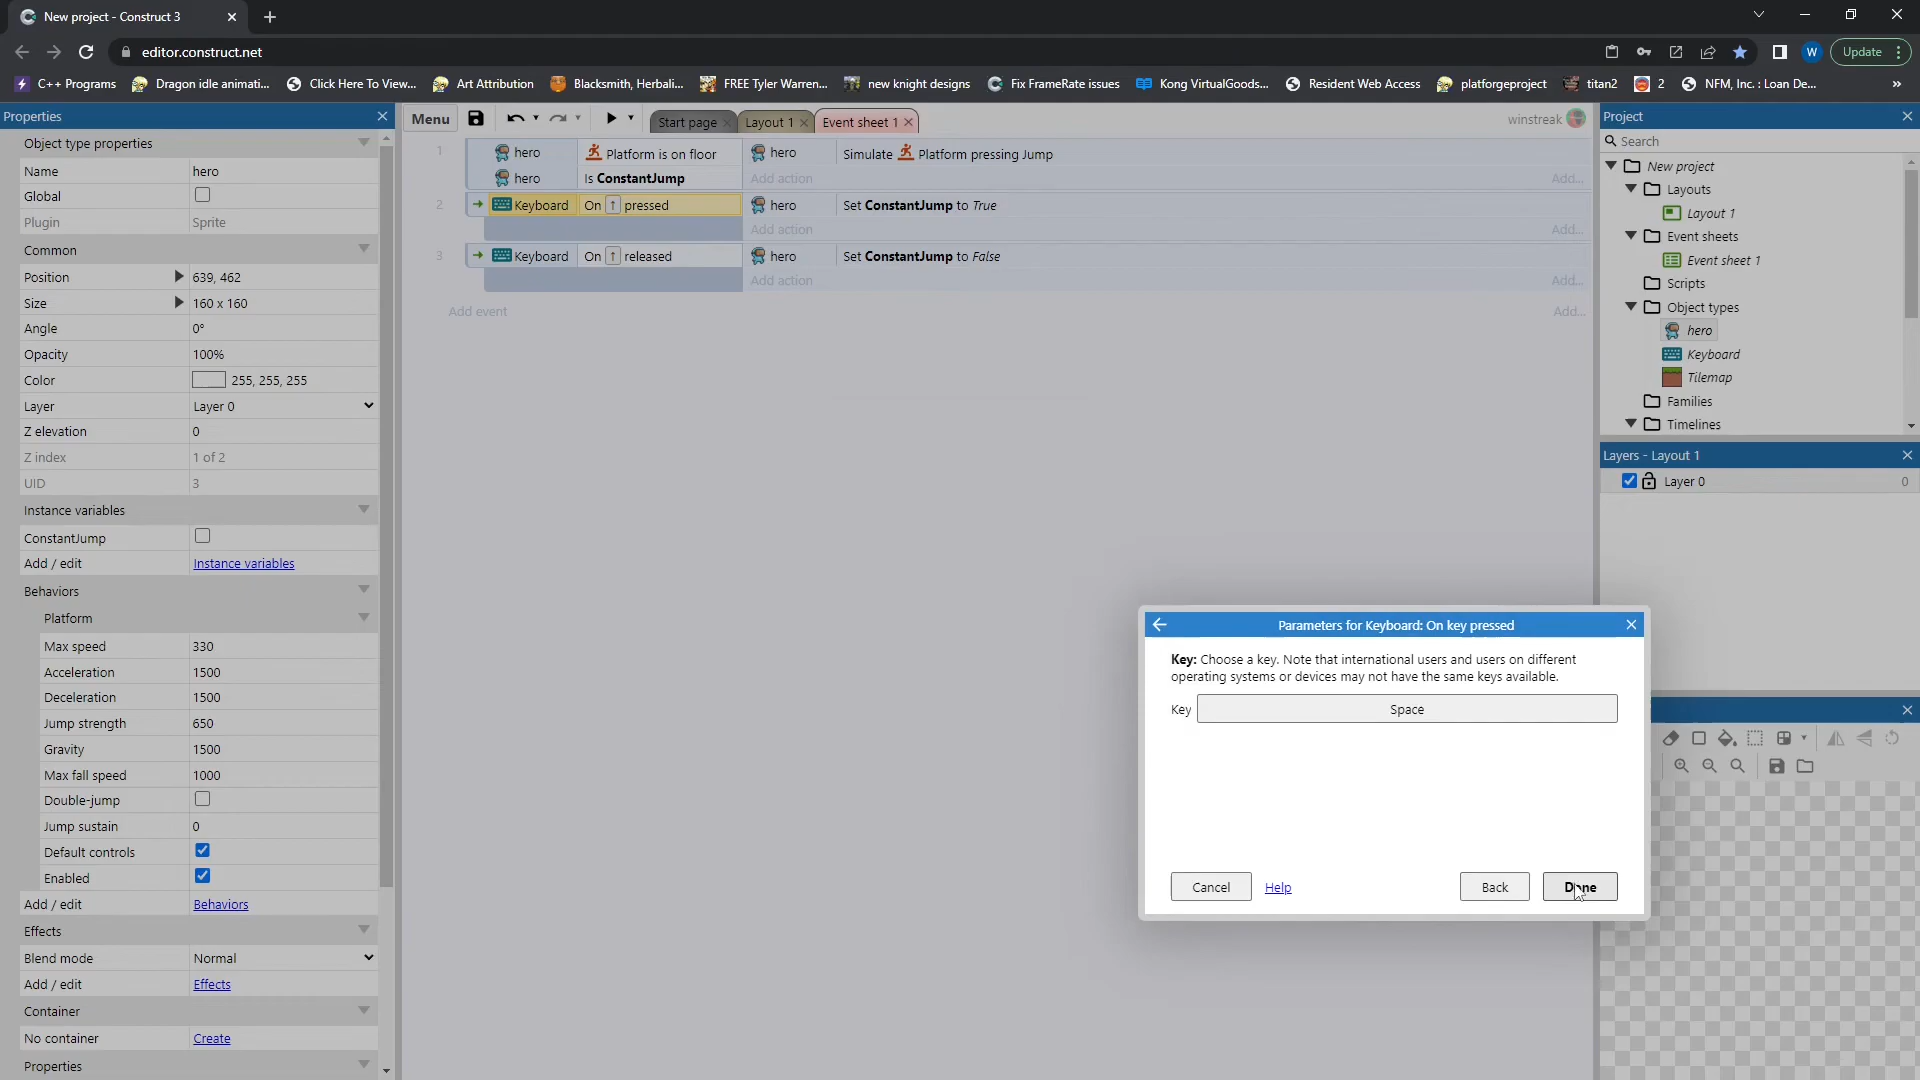 New project - Construct 3
editor.construct.net
W
Update
C++ Programs
Dragon idle animati...
Click Here To View...
Art Attribution
Blacksmith, Herbali...
FREE Tyler Warren...
new knight designs
Fix FrameRate issues
Kong VirtualGoods...
Resident Web Access
platforgeproject
titan2
2
NFM, Inc. : Loan De...
»
Properties
Object type properties
Name hero
Global
Plugin Sprite
Common
Position 639, 462
Size 160 x 160
Angle 0°
Opacity 100%
Color 255, 255, 255
Layer Layer 0
Z elevation 0
Z index 1 of 2
UID 3
Instance variables
ConstantJump
Add / edit Instance variables
Behaviors
Platform
Max speed 330
Acceleration 1500
Deceleration 1500
Jump strength 650
Gravity 1500
Max fall speed 1000
Double-jump
Jump sustain 0
Default controls
Enabled
Add / edit Behaviors
Effects
Blend mode Normal
Add / edit Effects
Container
No container Create
Properties
Menu
Start page
Layout 1
Event sheet 1
winstreak
1 hero Platform is on floor hero Simulate Platform pressing Jump
hero Is ConstantJump Add action Add...
2 Keyboard On ↑ pressed hero Set ConstantJump to True
Add action Add...
3 Keyboard On ↑ released hero Set ConstantJump to False
Add action Add...
Add event Add...
Project
Search
New project
Layouts
Layout 1
Event sheets
Event sheet 1
Scripts
Object types
hero
Keyboard
Tilemap
Families
Timelines
Layers - Layout 1
Layer 0 0
Parameters for Keyboard: On key pressed
Key: Choose a key. Note that international users and users on different
operating systems or devices may not have the same keys available.
Key Space
Cancel
Help
Back
Done